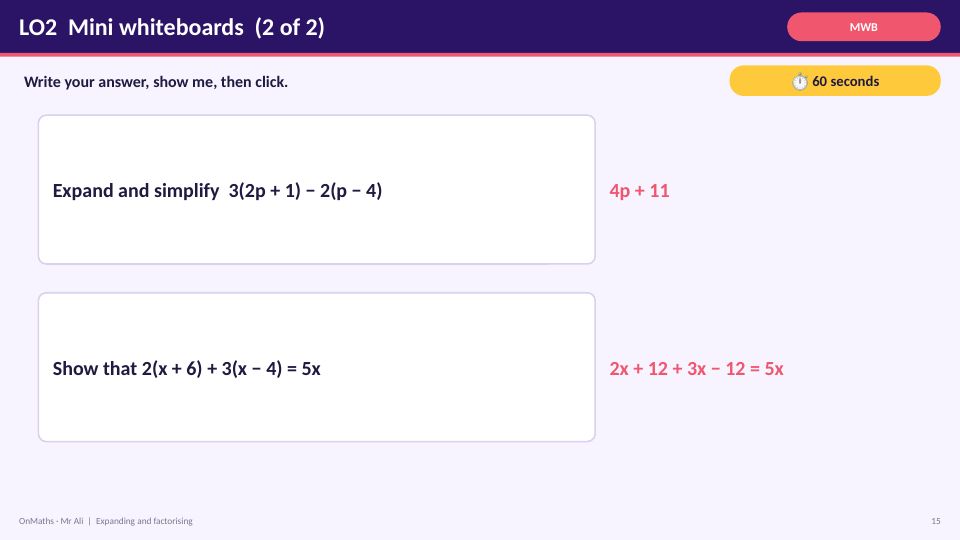 LO2  Mini whiteboards  (2 of 2)
MWB
Write your answer, show me, then click.
⏱ 60 seconds
Expand and simplify  3(2p + 1) − 2(p − 4)
4p + 11
Show that 2(x + 6) + 3(x − 4) = 5x
2x + 12 + 3x − 12 = 5x
OnMaths - Mr Ali  |  Expanding and factorising
15